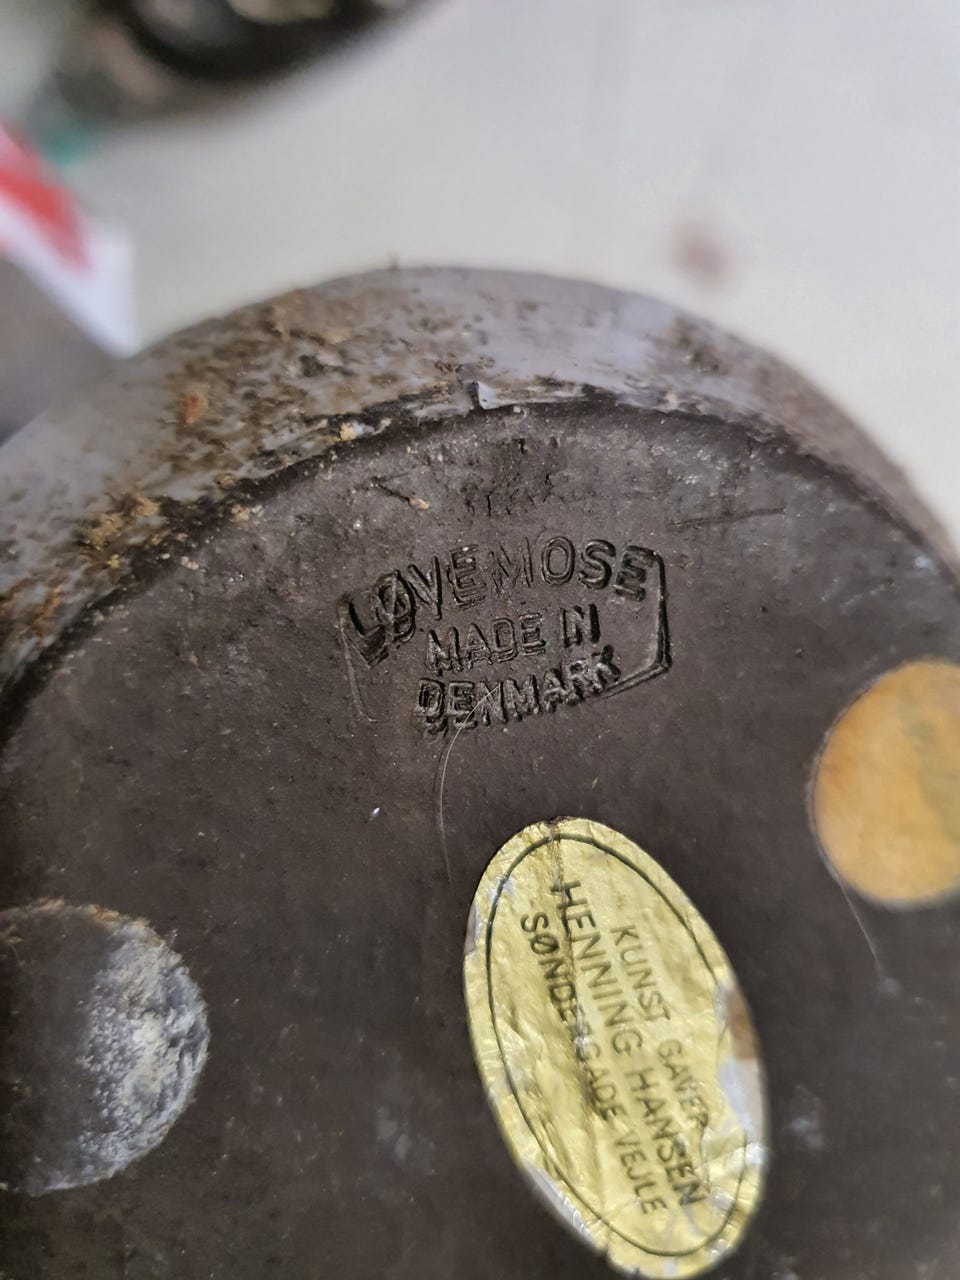 LØVEMOSE
MADE IN
DENMARK
KUNST GAVER
HENNING HANSEN
SØNDERGADE VEJLE